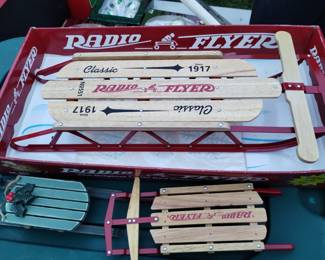 RADIO FLYER
Classic 1917
RADIO FLYER
1917 Classic
RADIO
FLYER